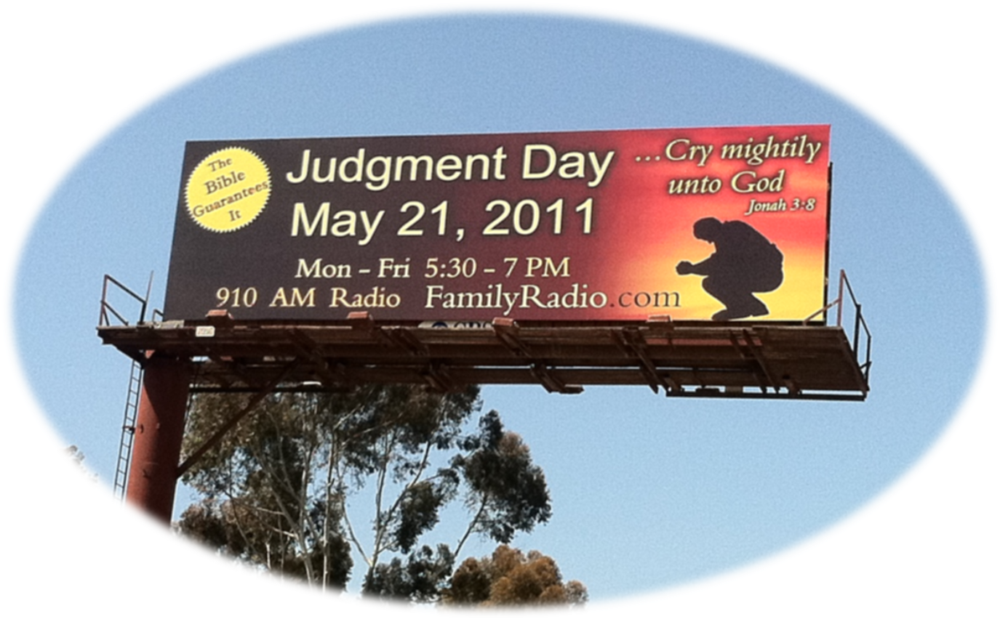 The
Bible
Guarantees
It
Judgment Day
May 21, 2011
Mon – Fri 5:30 – 7 PM
910 AM Radio FamilyRadio.com
...Cry mightily
unto God
Jonah 3:8